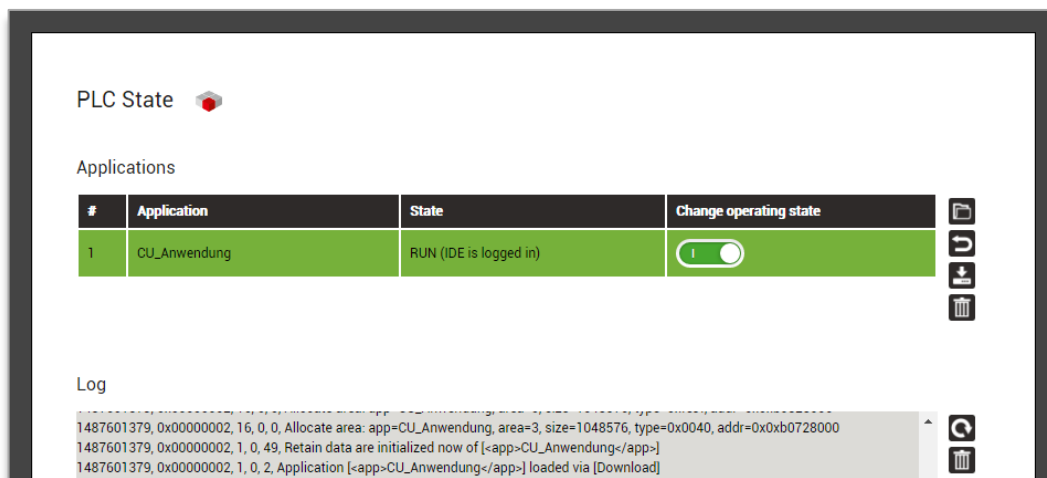 PLC State
Applications
# Application State Change operating state
1 CU_Anwendung RUN (IDE is logged in) I
Log
1487601379, 0x00000002, 16, 0, 0, Allocate area: app=CU_Anwendung, area=3, size=1048576, type=0x0040, addr=0x0xb0728000
1487601379, 0x00000002, 1, 0, 49, Retain data are initialized now of [<app>CU_Anwendung</app>]
1487601379, 0x00000002, 1, 0, 2, Application [<app>CU_Anwendung</app>] loaded via [Download]